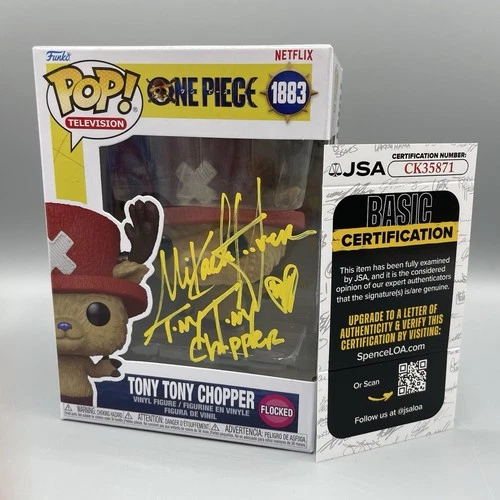 Funko
NETFLIX
POP!
TELEVISION
ONE PIECE
1883
TONY TONY CHOPPER
VINYL FIGURE / FIGURINE EN VINYLE
FIGURA DE VINIL
FLOCKED
Tony Tony
Chopper
JSA
CERTIFICATION NUMBER:
CK35871
BASIC
CERTIFICATION
This item has been fully examined
by JSA, and it is the considered
opinion of our expert authenticators
that the signature(s) is/are genuine.
UPGRADE TO A LETTER OF
AUTHENTICITY & VERIFY THIS
CERTIFICATION BY VISITING:
SpenceLOA.com
Or Scan
Follow us at @jsaloa